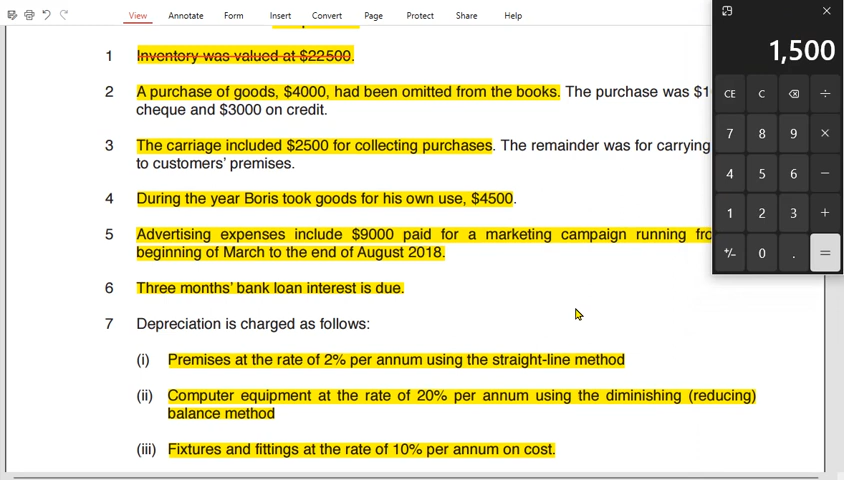 View Annotate Form Insert Convert Page Protect Share Help
1 Inventory was valued at $22500.
2 A purchase of goods, $4000, had been omitted from the books. The purchase was
cheque and $3000 on credit.
3 The carriage included $2500 for collecting purchases. The remainder was for carrying
to customers' premises.
4 During the year Boris took goods for his own use, $4500.
5 Advertising expenses include $9000 paid for a marketing campaign running
beginning of March to the end of August 2018.
6 Three months' bank loan interest is due.
7 Depreciation is charged as follows:
(i) Premises at the rate of 2% per annum using the straight-line method
(ii) Computer equipment at the rate of 20% per annum using the diminishing (reducing)
balance method
(iii) Fixtures and fittings at the rate of 10% per annum on cost.
1,500
CE C ÷
7 8 9 ×
4 5 6 −
1 2 3 +
+/− 0 . =